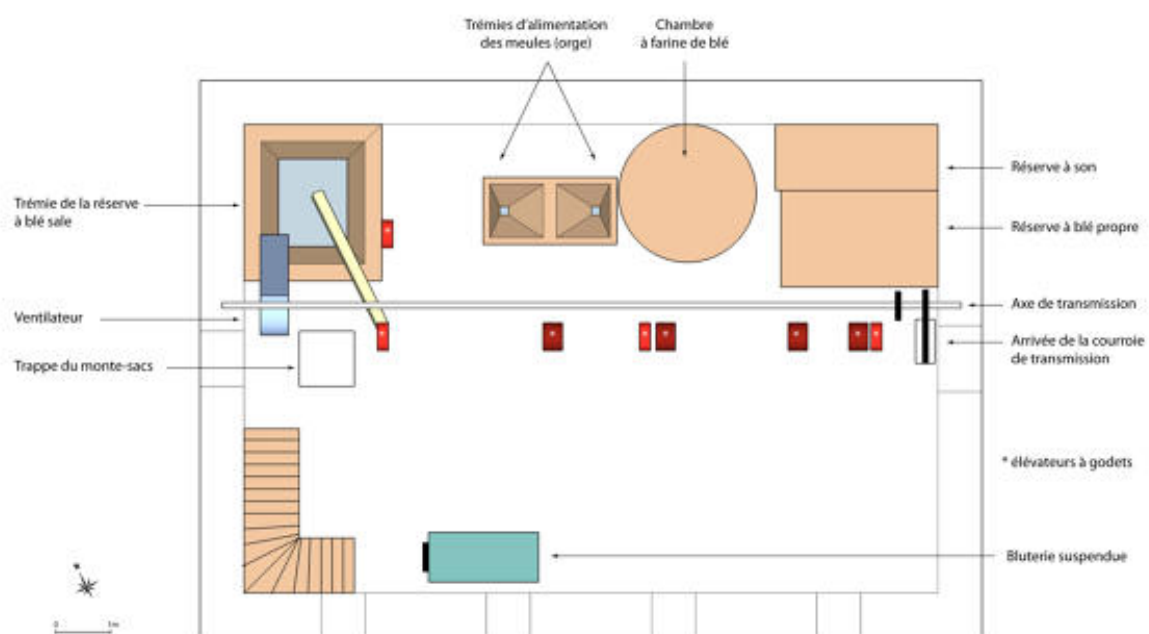 Trémies d'alimentation
des meules (orge)
Chambre
à farine de blé
Réserve à son
Trémie de la réserve
à blé sale
Réserve à blé propre
Axe de transmission
Ventilateur
Arrivée de la courroie
de transmission
Trappe du monte-sacs
* élévateurs à godets
Bluterie suspendue
0 1m